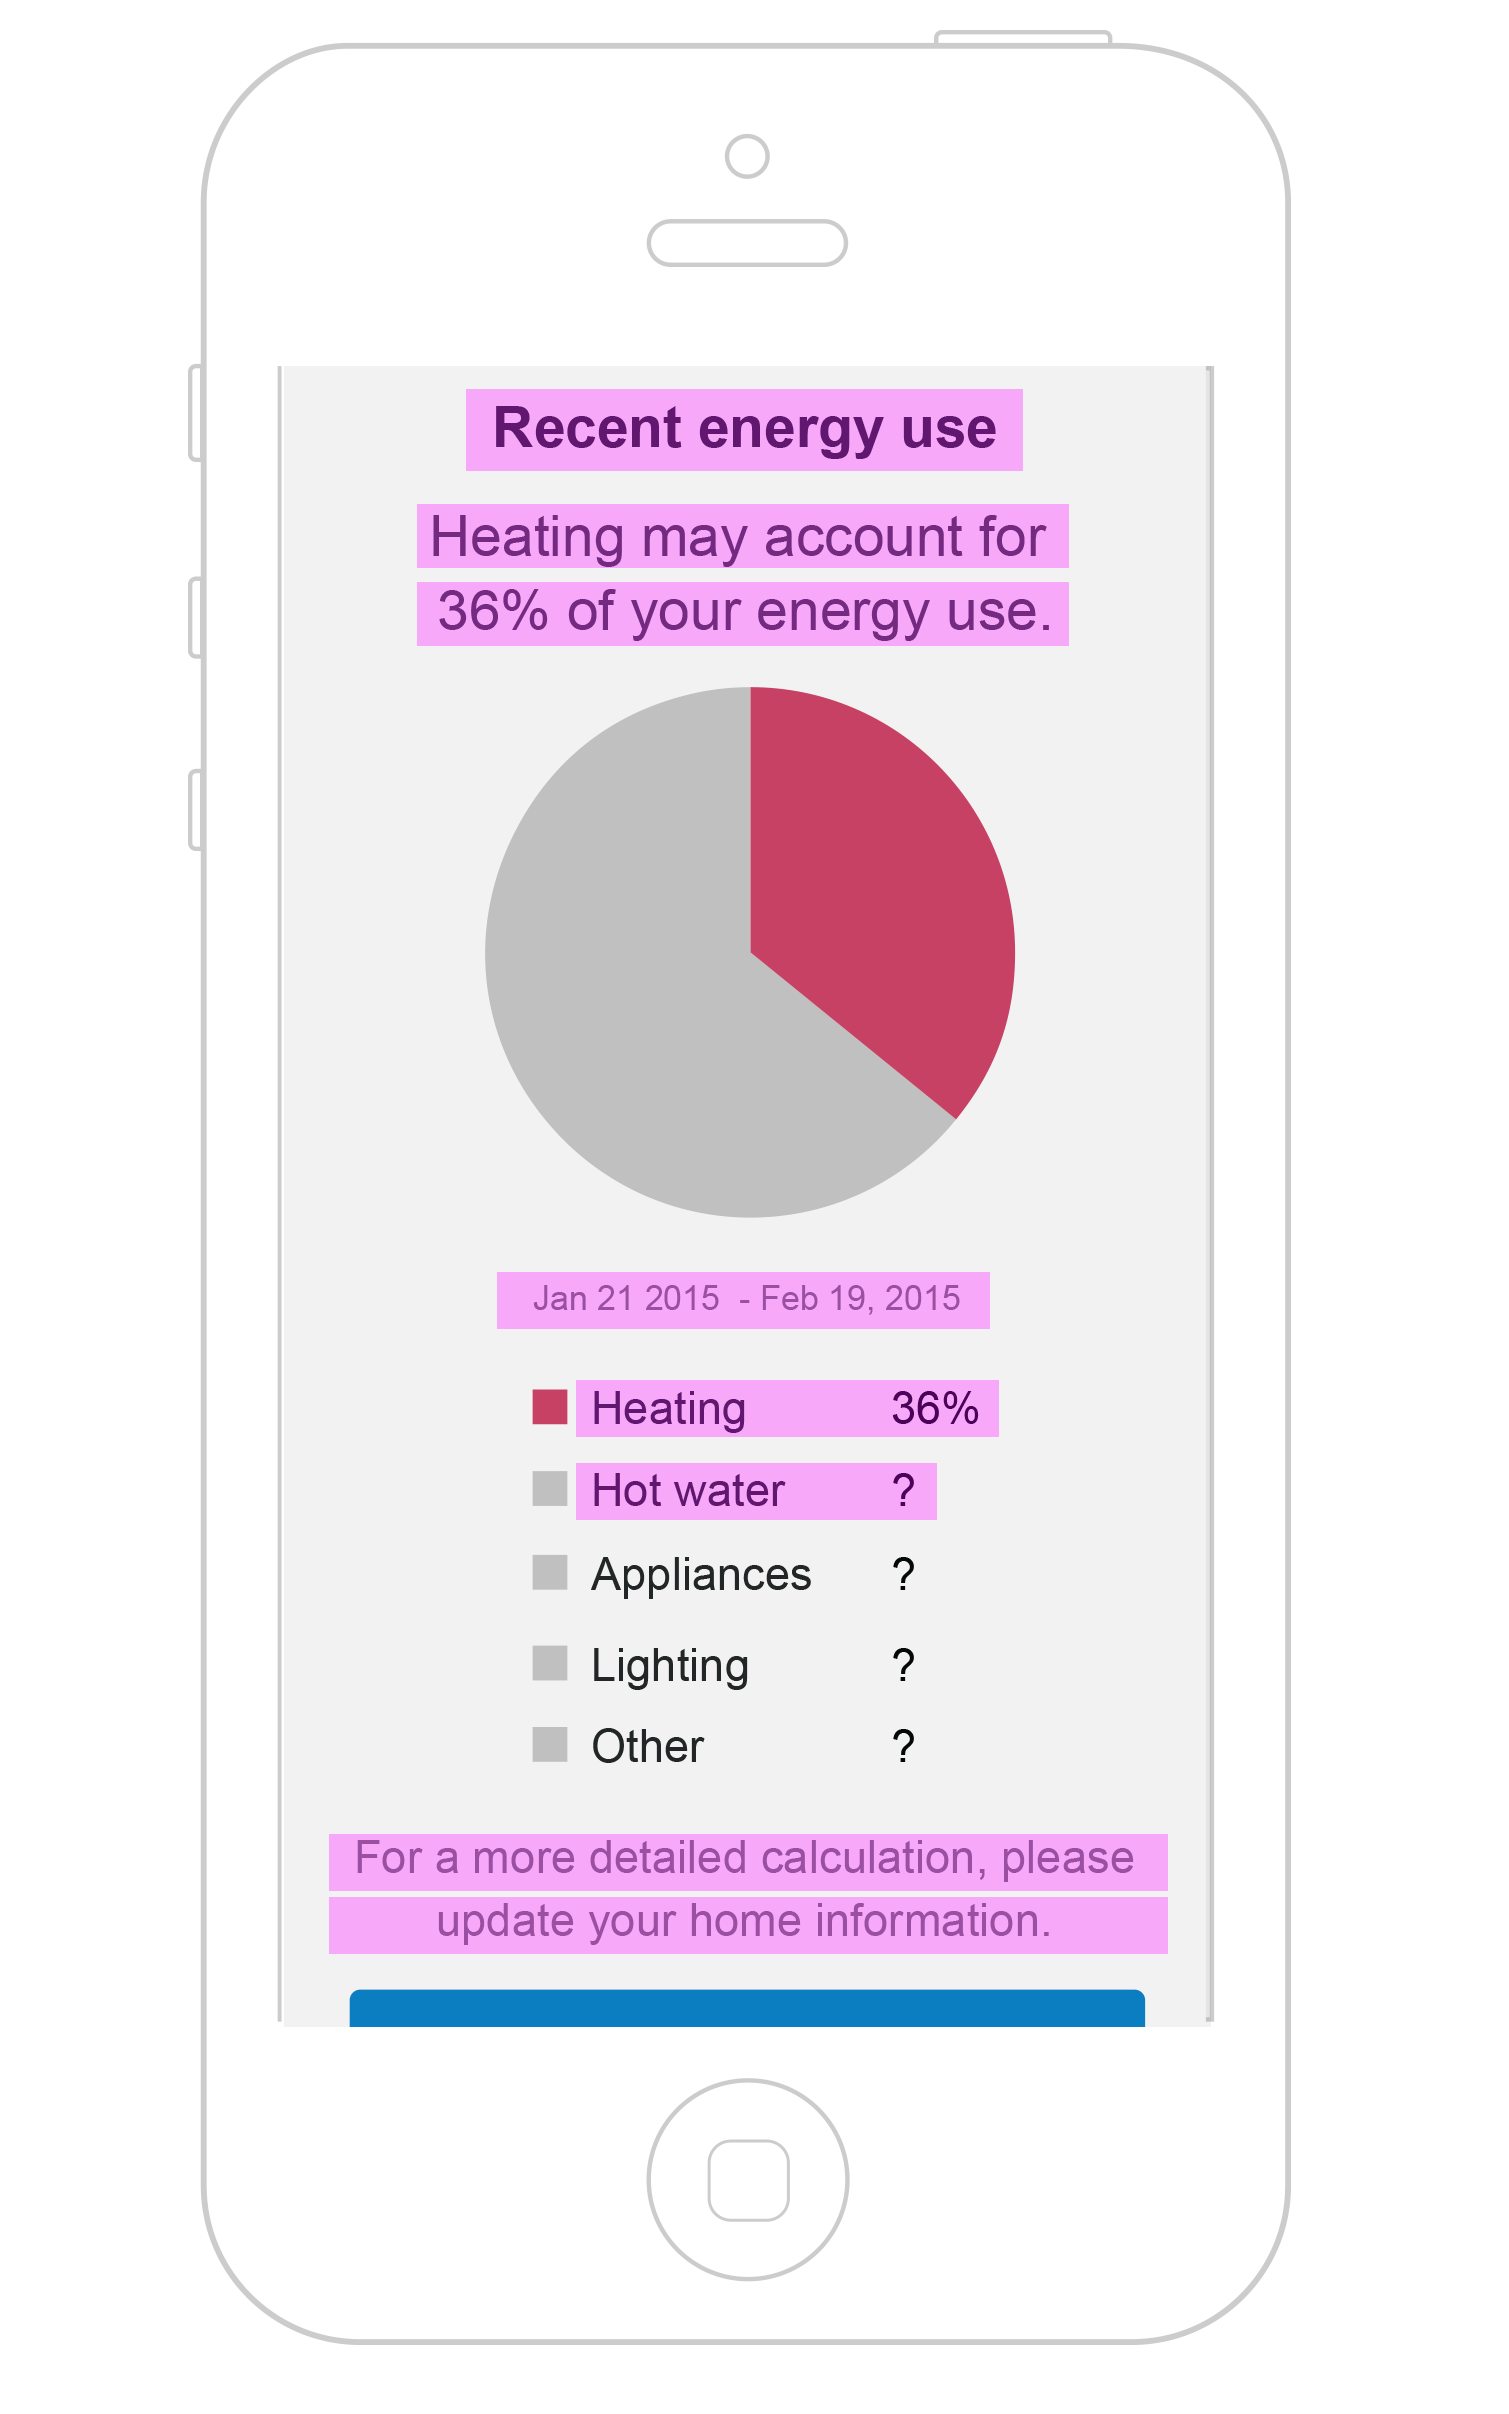 Recent energy use
Heating may account for
36% of your energy use.
Jan 21 2015 - Feb 19, 2015
Heating 36%
Hot water ?
Appliances ?
Lighting ?
Other ?
For a more detailed calculation, please
update your home information.